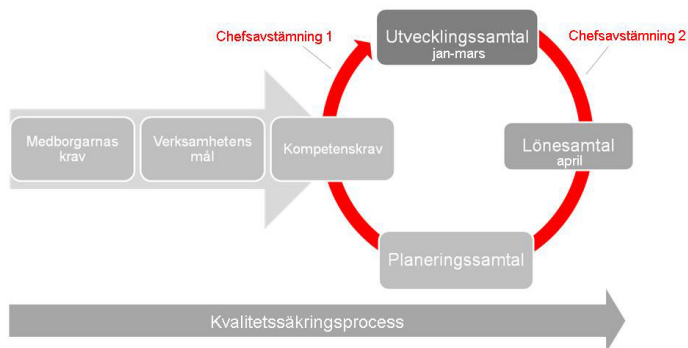 Chefsavstämning 1
Utvecklingssamtal
jan-mars
Chefsavstämning 2
Medborgarnas
krav
Verksamhetens
mål
Kompetenskrav
Lönesamtal
april
Planeringssamtal
Kvalitetssäkringsprocess